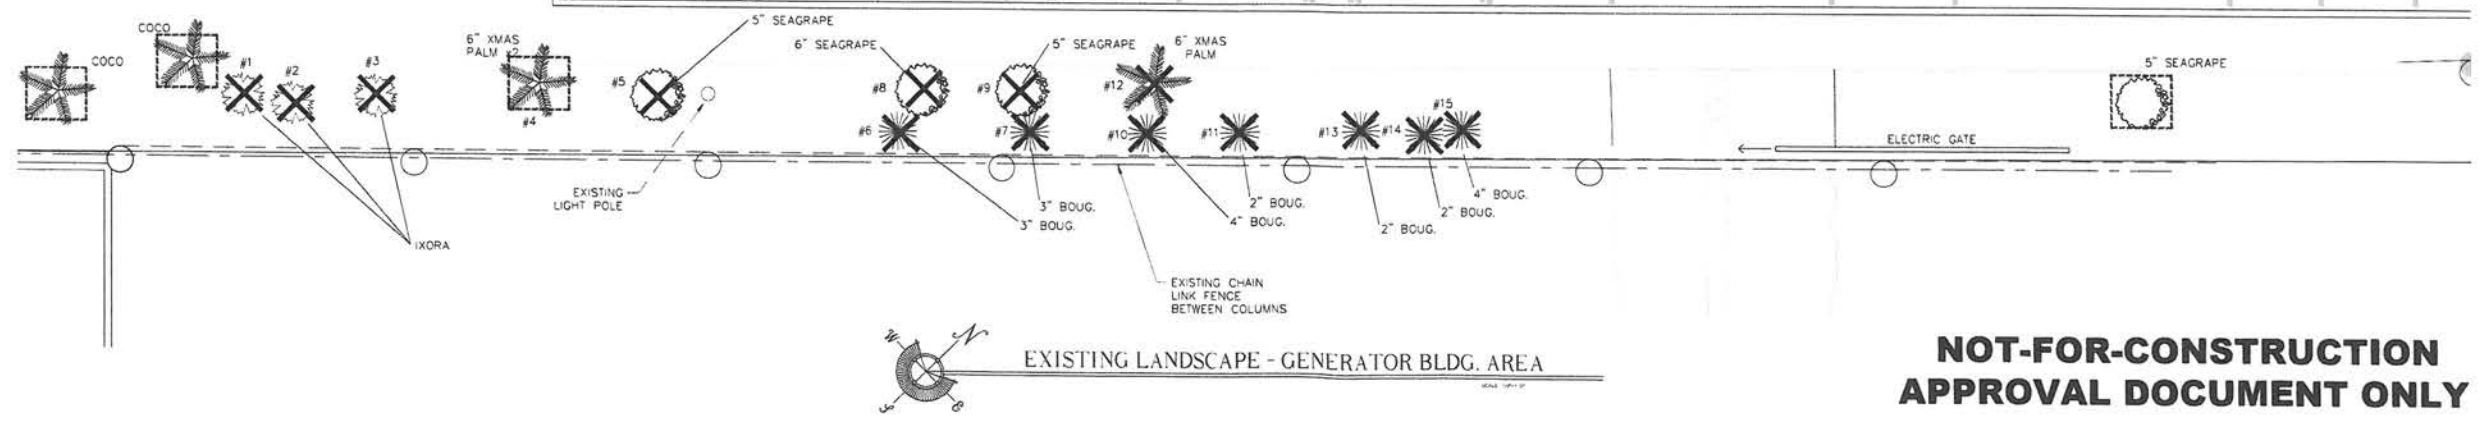 5" SEAGRAPE
COCO
6" XMAS
PALM x2
6" SEAGRAPE
5" SEAGRAPE
6" XMAS
PALM
COCO
5" SEAGRAPE
#1
#2
#3
#4
#5
#8
#9
#12
#15
#6
#7
#10
#11
#13
#14
ELECTRIC GATE
EXISTING
LIGHT POLE
3" BOUG.
3" BOUG.
4" BOUG.
2" BOUG.
2" BOUG.
2" BOUG.
4" BOUG.
IXORA
EXISTING CHAIN
LINK FENCE
BETWEEN COLUMNS
W
N
S
E
EXISTING LANDSCAPE - GENERATOR BLDG. AREA
NOT-FOR-CONSTRUCTION
APPROVAL DOCUMENT ONLY